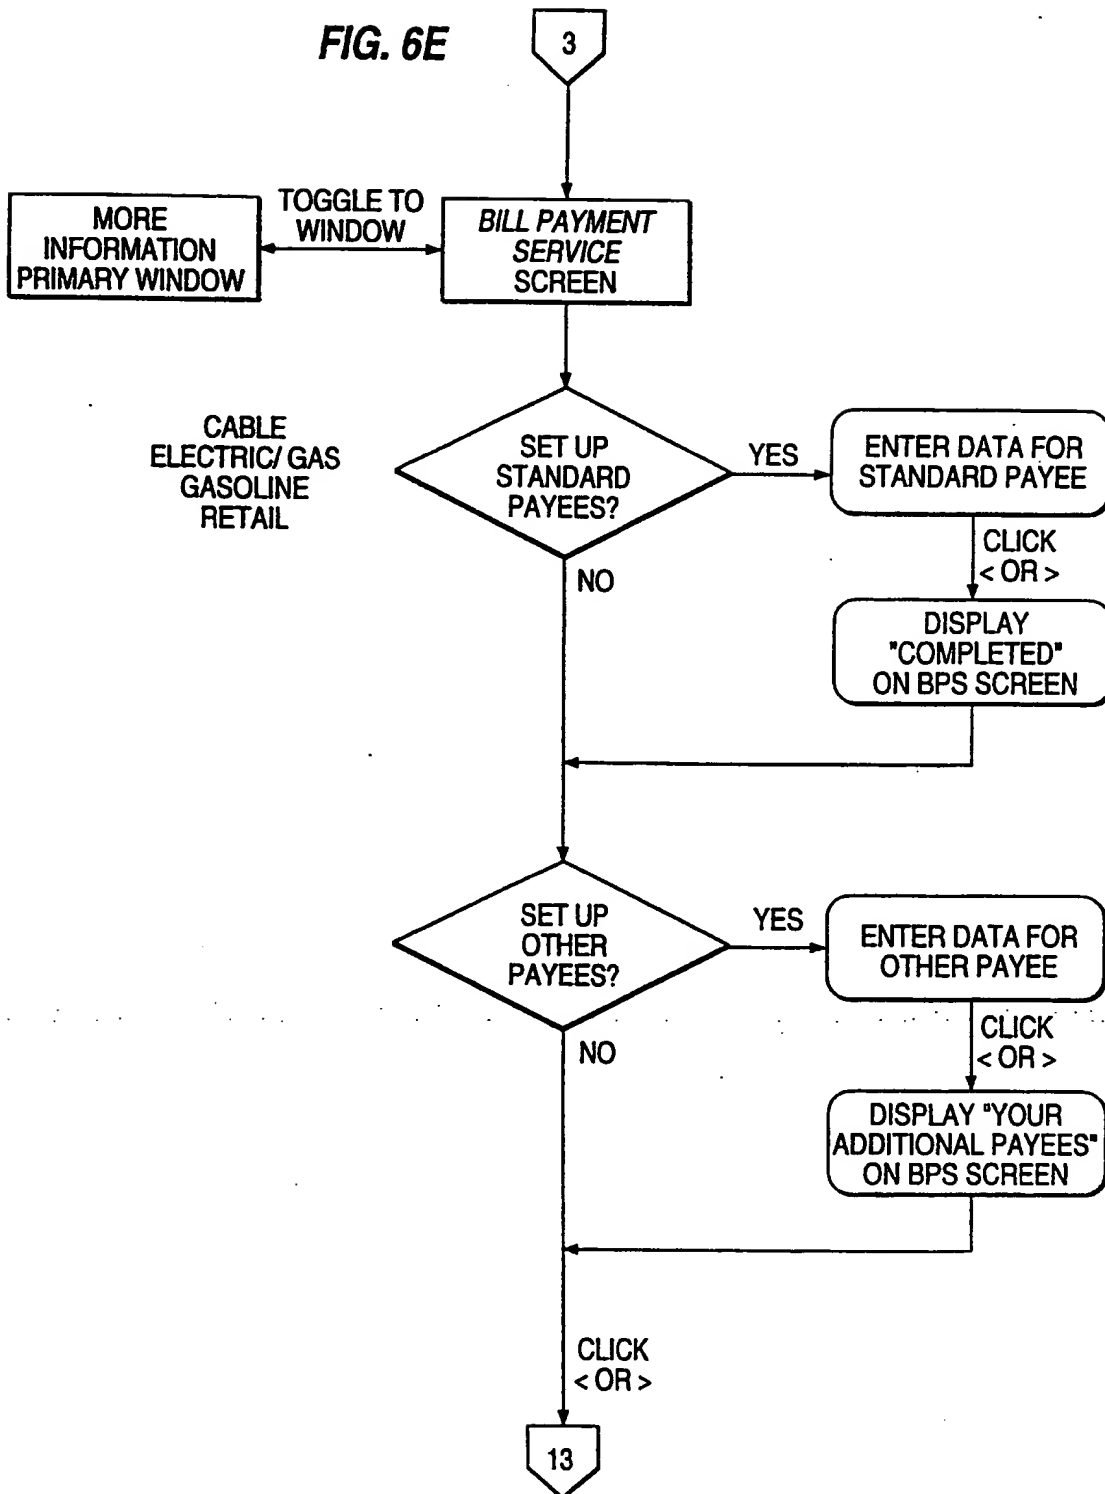 FIG. 6E
3
TOGGLE TO
WINDOW
MORE
INFORMATION
PRIMARY WINDOW
BILL PAYMENT
SERVICE
SCREEN
CABLE
ELECTRIC/ GAS
GASOLINE
RETAIL
SET UP
STANDARD
PAYEES?
YES
ENTER DATA FOR
STANDARD PAYEE
CLICK
< OR >
NO
DISPLAY
"COMPLETED"
ON BPS SCREEN
SET UP
OTHER
PAYEES?
YES
ENTER DATA FOR
OTHER PAYEE
CLICK
< OR >
NO
DISPLAY "YOUR
ADDITIONAL PAYEES"
ON BPS SCREEN
CLICK
< OR >
13